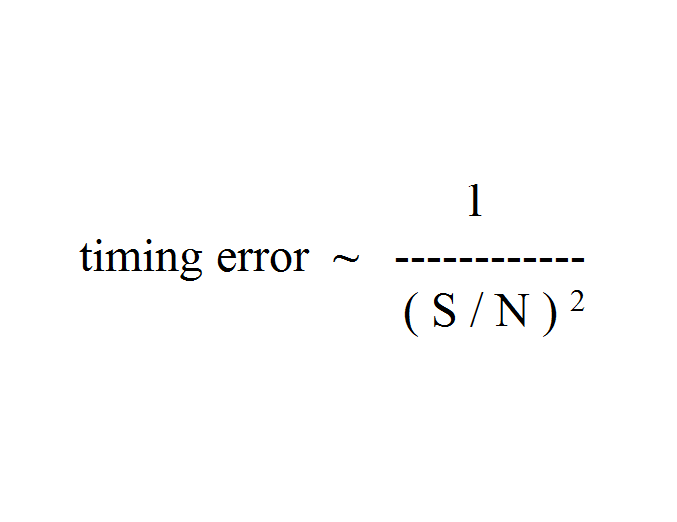 1
timing error ~ ------------
( S / N ) 2